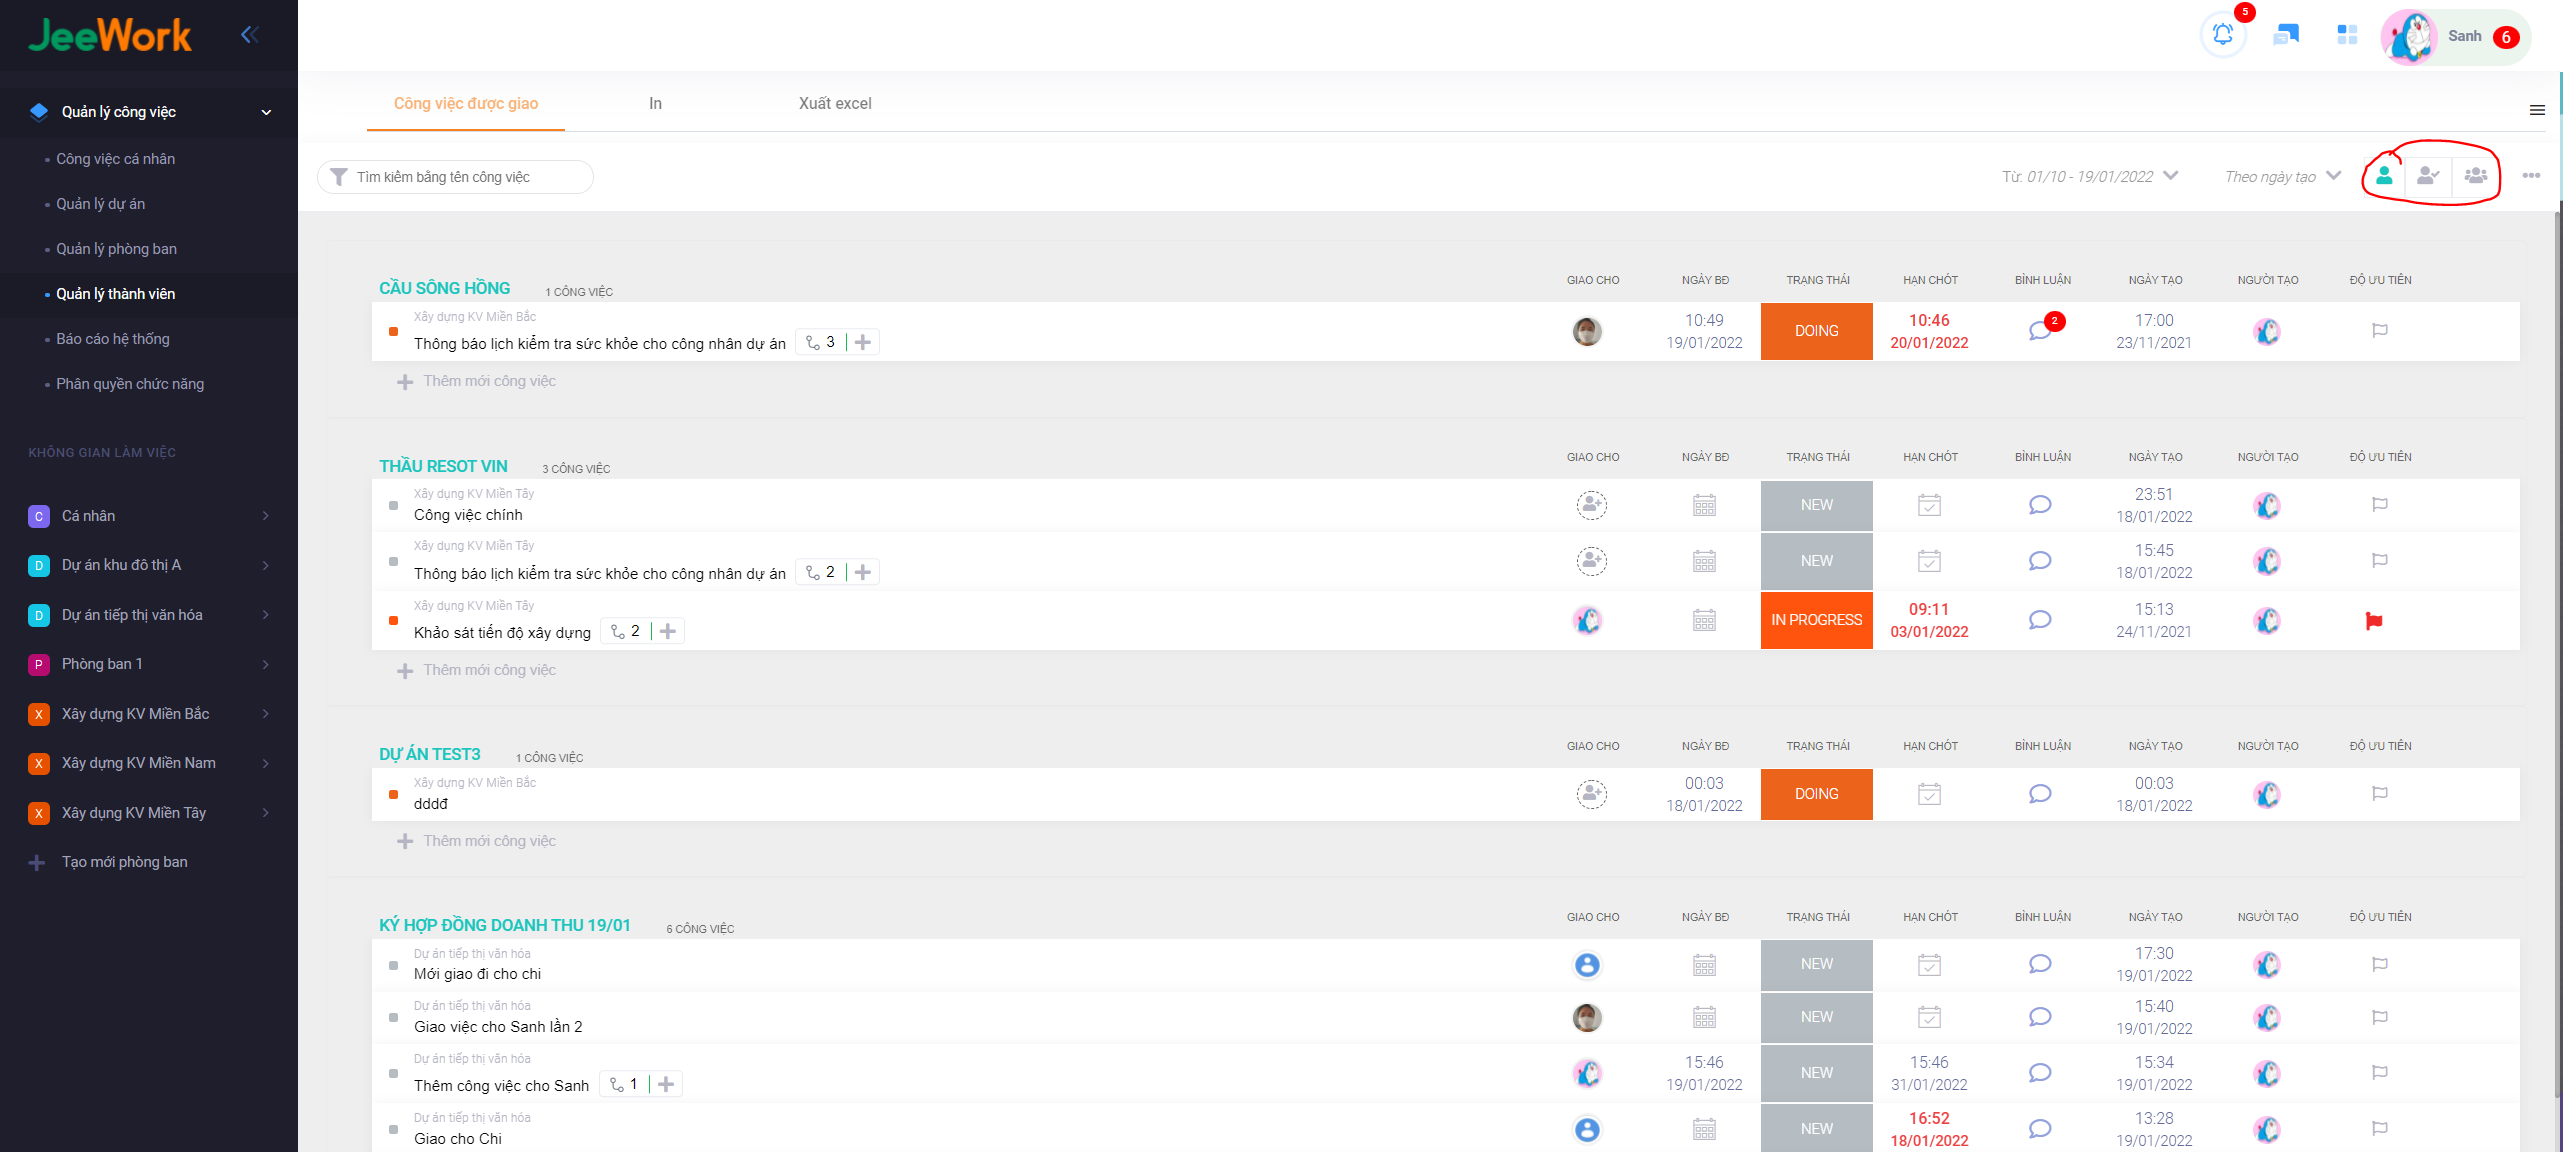 JeeWork
5
Sanh 6
Quản lý công việc
Công việc cá nhân
Quản lý dự án
Quản lý phòng ban
Quản lý thành viên
Báo cáo hệ thống
Phân quyền chức năng
KHÔNG GIAN LÀM VIỆC
C Cá nhân
D Dự án khu đô thị A
D Dự án tiếp thị văn hóa
P Phòng ban 1
X Xây dựng KV Miền Bắc
X Xây dựng KV Miền Nam
X Xây dựng KV Miền Tây
Tạo mới phòng ban
Công việc được giao In Xuất excel
Tìm kiếm bằng tên công việc Từ: 01/10 - 19/01/2022 Theo ngày tạo
CẦU SÔNG HỒNG 1 CÔNG VIỆC GIAO CHO NGÀY BĐ TRẠNG THÁI HẠN CHÓT BÌNH LUẬN NGÀY TẠO NGƯỜI TẠO ĐỘ ƯU TIÊN
Xây dựng KV Miền Bắc
Thông báo lịch kiểm tra sức khỏe cho công nhân dự án 3
10:49 19/01/2022 DOING 10:46 20/01/2022 2 17:00 23/11/2021
Thêm mới công việc
THẦU RESOT VIN 3 CÔNG VIỆC GIAO CHO NGÀY BĐ TRẠNG THÁI HẠN CHÓT BÌNH LUẬN NGÀY TẠO NGƯỜI TẠO ĐỘ ƯU TIÊN
Xây dựng KV Miền Tây
Công việc chính
NEW 23:51 18/01/2022
Xây dựng KV Miền Tây
Thông báo lịch kiểm tra sức khỏe cho công nhân dự án 2
NEW 15:45 18/01/2022
Xây dựng KV Miền Tây
Khảo sát tiến độ xây dựng 2
IN PROGRESS 09:11 03/01/2022 15:13 24/11/2021
Thêm mới công việc
DỰ ÁN TEST3 1 CÔNG VIỆC GIAO CHO NGÀY BĐ TRẠNG THÁI HẠN CHÓT BÌNH LUẬN NGÀY TẠO NGƯỜI TẠO ĐỘ ƯU TIÊN
Xây dựng KV Miền Bắc
dddđ
00:03 18/01/2022 DOING 00:03 18/01/2022
Thêm mới công việc
KÝ HỢP ĐỒNG DOANH THU 19/01 6 CÔNG VIỆC GIAO CHO NGÀY BĐ TRẠNG THÁI HẠN CHÓT BÌNH LUẬN NGÀY TẠO NGƯỜI TẠO ĐỘ ƯU TIÊN
Dự án tiếp thị văn hóa
Mới giao đi cho chi
NEW 17:30 19/01/2022
Dự án tiếp thị văn hóa
Giao việc cho Sanh lần 2
NEW 15:40 19/01/2022
Dự án tiếp thị văn hóa
Thêm công việc cho Sanh 1
15:46 19/01/2022 NEW 15:46 31/01/2022 15:34 19/01/2022
Dự án tiếp thị văn hóa
Giao cho Chi
NEW 16:52 18/01/2022 13:28 19/01/2022